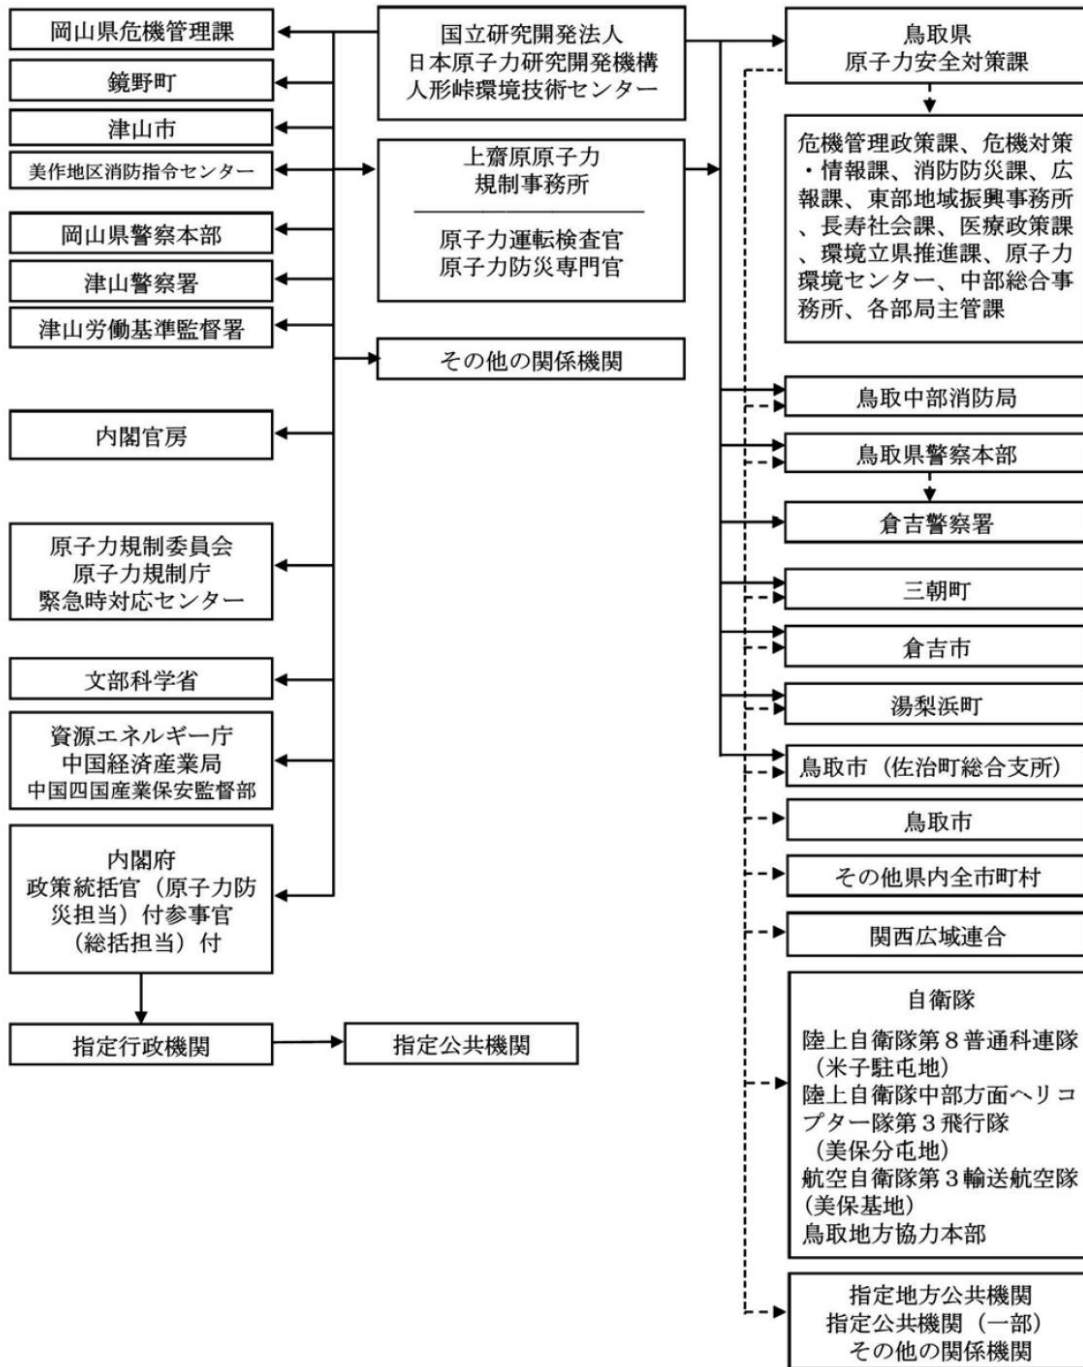 岡山県危機管理課
鏡野町
津山市
美作地区消防指令センター
岡山県警察本部
津山警察署
津山労働基準監督署
内閣官房
原子力規制委員会
原子力規制庁
緊急時対応センター
文部科学省
資源エネルギー庁
中国経済産業局
中国四国産業保安監督部
内閣府
政策統括官（原子力防
災担当）付参事官
（総括担当）付
指定行政機関
指定公共機関
国立研究開発法人
日本原子力研究開発機構
人形峠環境技術センター
上齋原原子力
規制事務所
原子力運転検査官
原子力防災専門官
その他の関係機関
鳥取県
原子力安全対策課
危機管理政策課、危機対策
・情報課、消防防災課、広
報課、東部地域振興事務所
、長寿社会課、医療政策課
、環境立県推進課、原子力
環境センター、中部総合事
務所、各部局主管課
鳥取中部消防局
鳥取県警察本部
倉吉警察署
三朝町
倉吉市
湯梨浜町
鳥取市（佐治町総合支所）
鳥取市
その他県内全市町村
関西広域連合
自衛隊
陸上自衛隊第８普通科連隊
（米子駐屯地）
陸上自衛隊中部方面ヘリコ
プター隊第３飛行隊
（美保分屯地）
航空自衛隊第３輸送航空隊
（美保基地）
鳥取地方協力本部
指定地方公共機関
指定公共機関（一部）
その他の関係機関